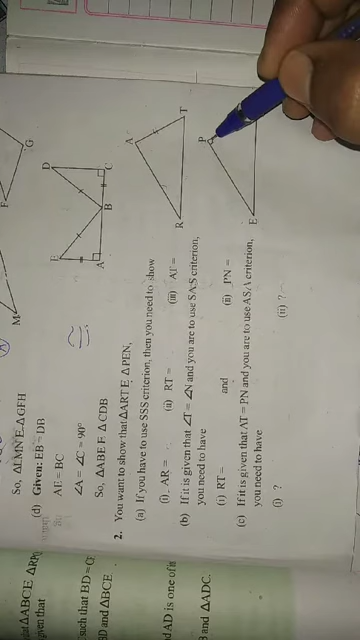 M
F
G
So, ΔLMN E ΔGFH
(d) Given: EB = DB
AE = BC
∠A = ∠C = 90°
So, ΔABE E ΔCDB
E
D
A
B
C
2. You want to show that ΔART E ΔPEN,
(a) If you have to use SSS criterion, then you need to show
(i) AR = (ii) RT = (iii) AT =
(b) If it is given that ∠T = ∠N and you are to use SAS criterion,
you need to have
(i) RT = and (ii) PN =
(c) If it is given that AT = PN and you are to use ASA criterion,
you need to have
(i) ? (ii) ?
A
R
T
P
E
ΔABCE
given that
such that BD =
and ΔBCE
AD is one of
and ΔADC.